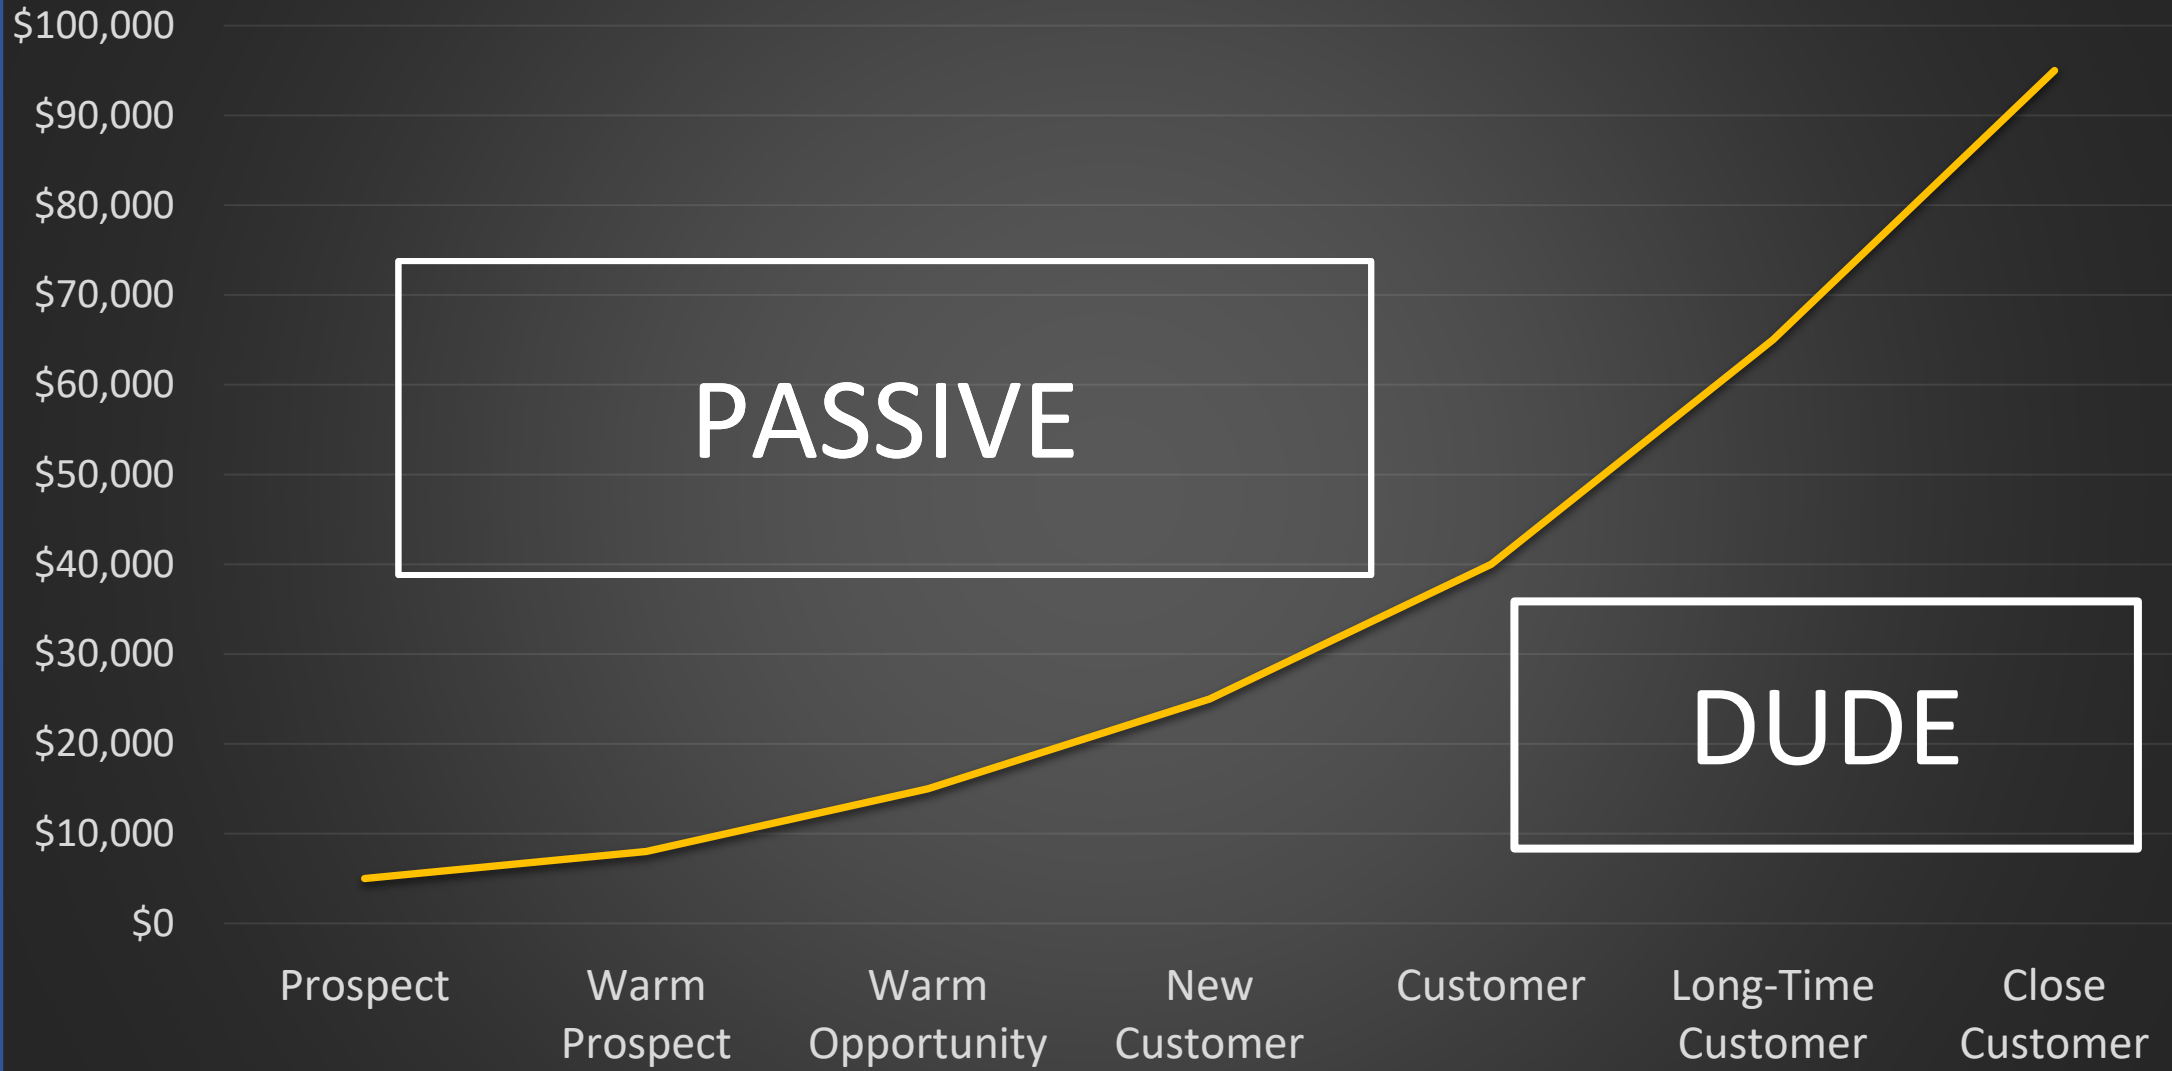 $100,000
$90,000
$80,000
$70,000
$60,000
$50,000
$40,000
$30,000
$20,000
$10,000
$0
PASSIVE
DUDE
Prospect
Warm
Prospect
Warm
Opportunity
New
Customer
Customer
Long-Time
Customer
Close
Customer